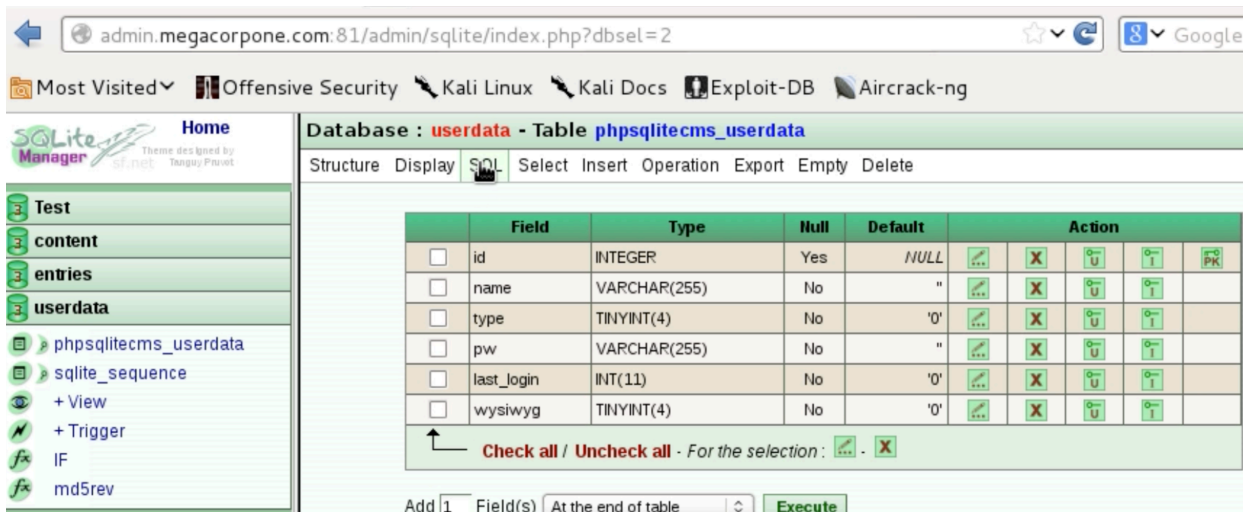 admin.megacorpone.com:81/admin/sqlite/index.php?dbsel=2 Google
Most Visited Offensive Security Kali Linux Kali Docs Exploit-DB Aircrack-ng
SQLite Manager
Home
Theme designed by
sf.net Tanguy Pruvot
Database : userdata - Table phpsqlitecms_userdata
Structure Display SQL Select Insert Operation Export Empty Delete
Test
content
entries
userdata
phpsqlitecms_userdata
sqlite_sequence
+ View
+ Trigger
IF
md5rev
Field Type Null Default Action
id INTEGER Yes NULL PK
name VARCHAR(255) No ''
type TINYINT(4) No '0'
pw VARCHAR(255) No ''
last_login INT(11) No '0'
wysiwyg TINYINT(4) No '0'
Check all / Uncheck all - For the selection : -
Add 1 Field(s) At the end of table Execute